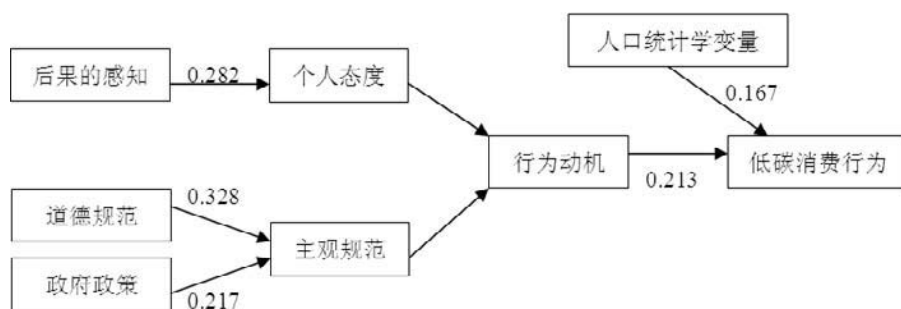 人口统计学变量
后果的感知
0.282
个人态度
0.167
行为动机
0.213
低碳消费行为
道德规范
0.328
主观规范
政府政策
0.217